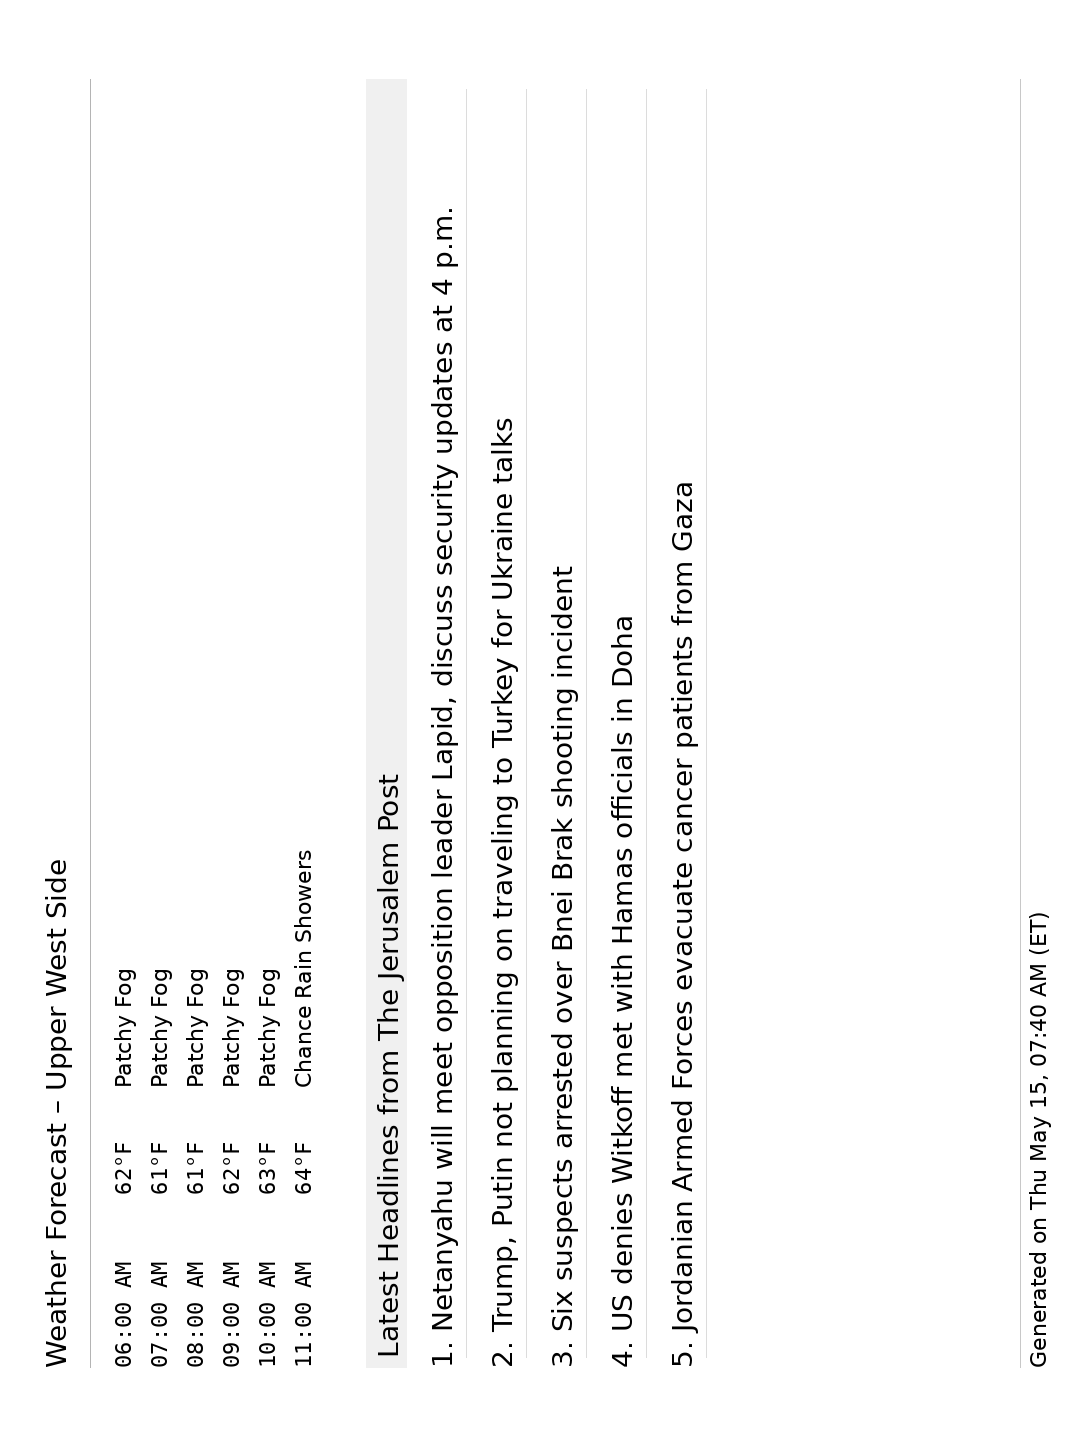 Weather Forecast – Upper West Side
06:00 AM 62°F Patchy Fog
07:00 AM 61°F Patchy Fog
08:00 AM 61°F Patchy Fog
09:00 AM 62°F Patchy Fog
10:00 AM 63°F Patchy Fog
11:00 AM 64°F Chance Rain Showers
Latest Headlines from The Jerusalem Post
1. Netanyahu will meet opposition leader Lapid, discuss security updates at 4 p.m.
2. Trump, Putin not planning on traveling to Turkey for Ukraine talks
3. Six suspects arrested over Bnei Brak shooting incident
4. US denies Witkoff met with Hamas officials in Doha
5. Jordanian Armed Forces evacuate cancer patients from Gaza
Generated on Thu May 15, 07:40 AM (ET)